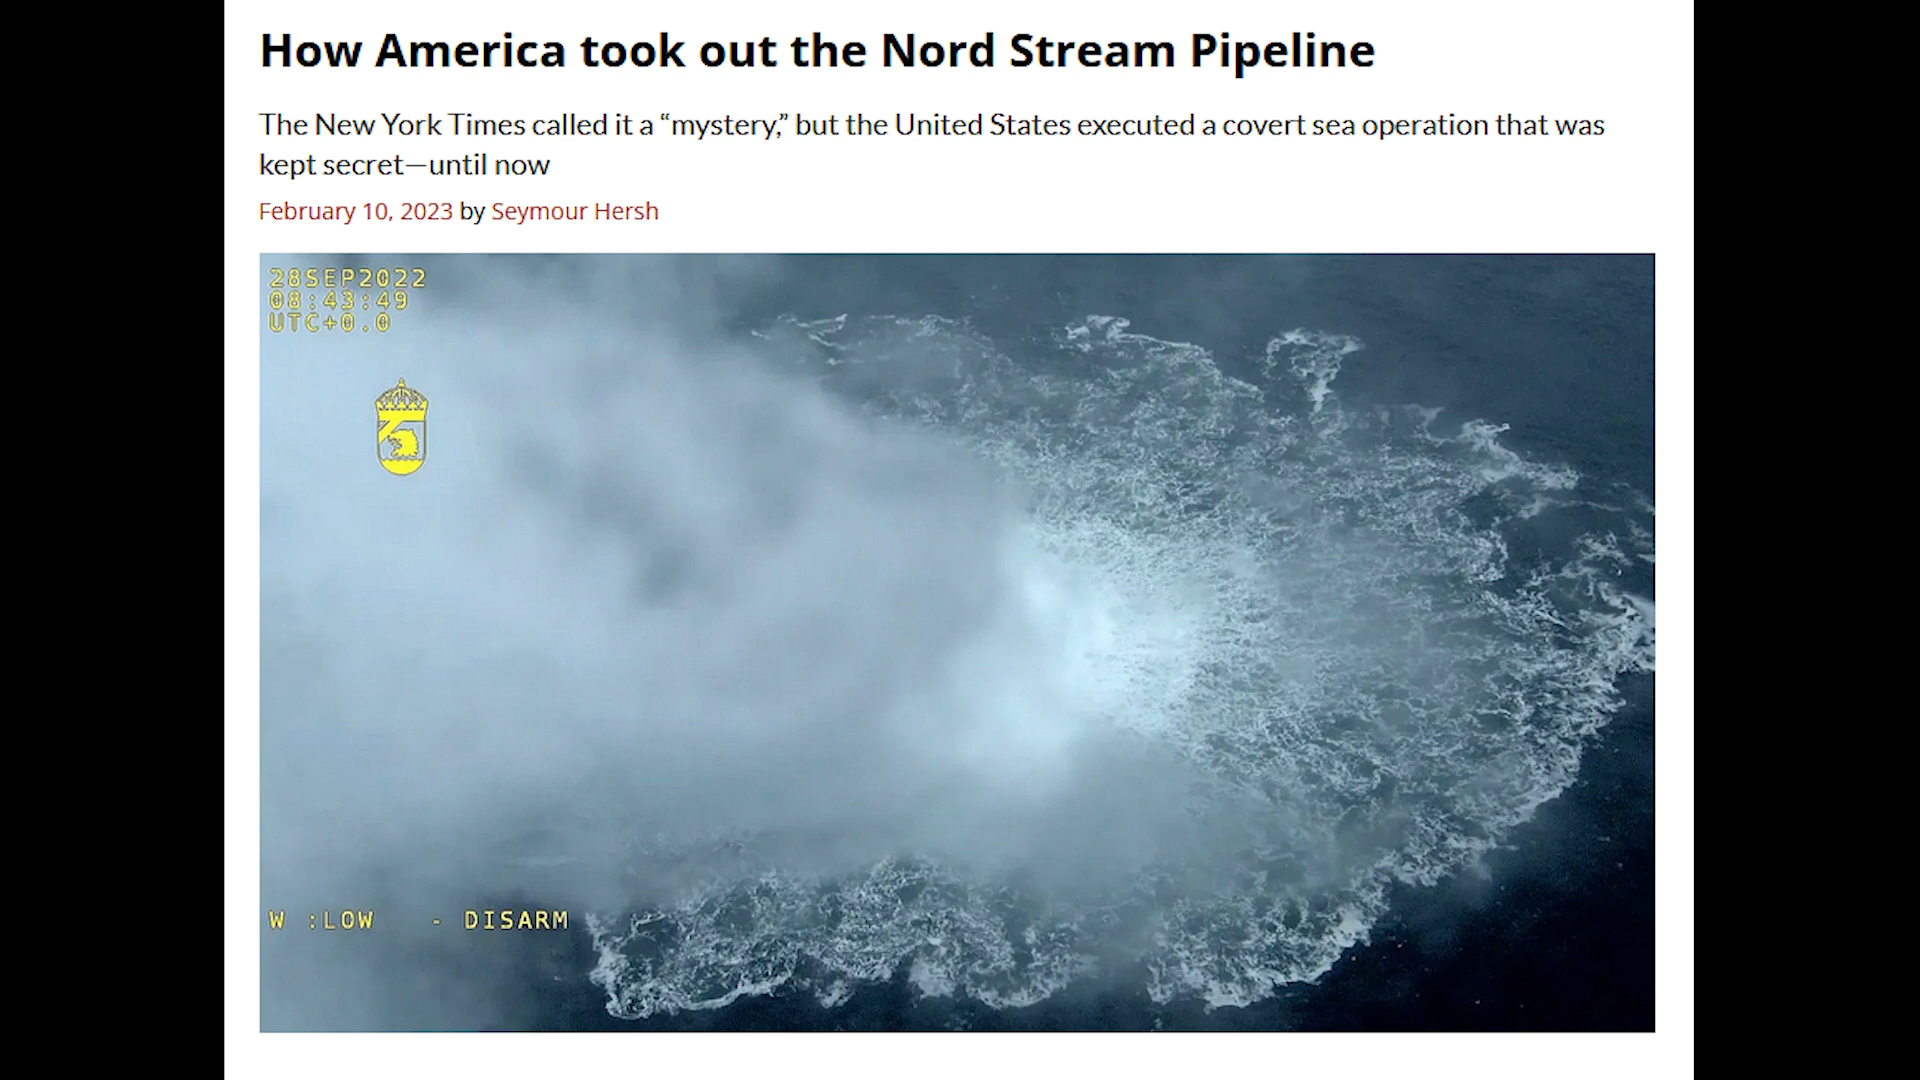 How America took out the Nord Stream Pipeline
The New York Times called it a “mystery,” but the United States executed a covert sea operation that was
kept secret—until now
February 10, 2023 by Seymour Hersh
28SEP2022
08:43:49
UTC+0.0
W :LOW - DISARM